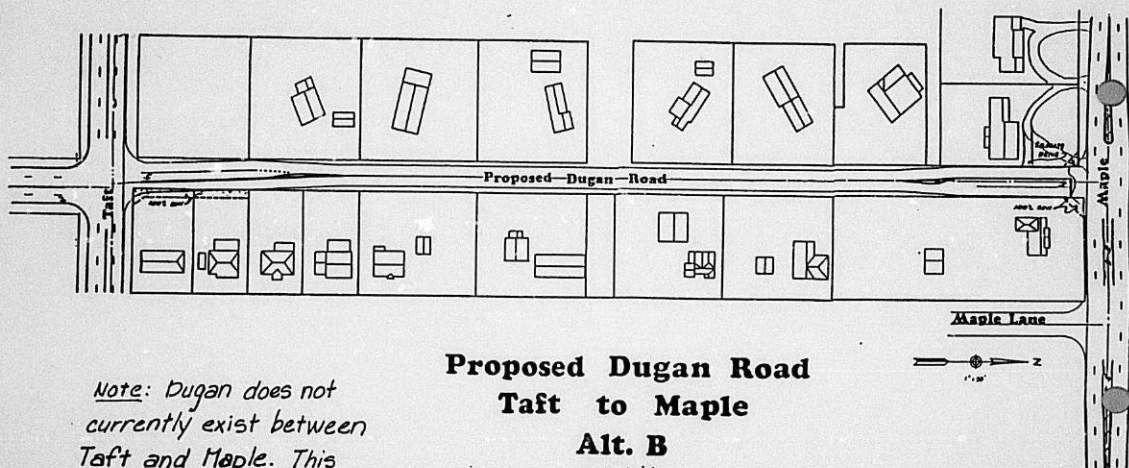 Taft
Proposed Dugan Road
Maple
Maple Lane
Z
Proposed Dugan Road
Taft to Maple
Alt. B
Note: Dugan does not
currently exist between
Taft and Maple. This